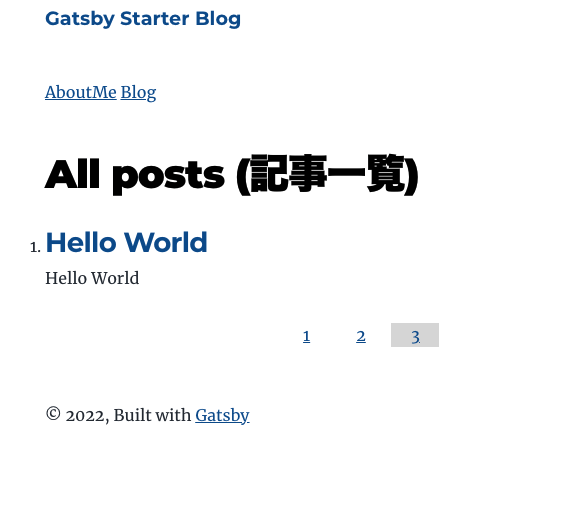 Gatsby Starter Blog
AboutMe Blog
All posts (記事一覧)
1. Hello World
Hello World
1 2 3
© 2022, Built with Gatsby